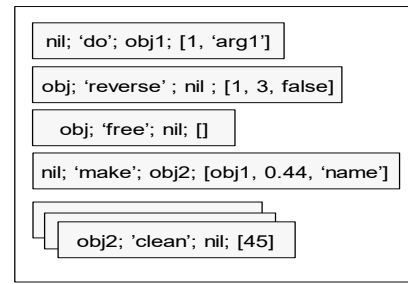 nil; ‘do’; obj1; [1, ‘arg1’]
obj; ‘reverse’ ; nil ; [1, 3, false]
obj; ‘free’; nil; []
nil; ‘make’; obj2; [obj1, 0.44, ‘name’]
obj2; ’clean’; nil; [45]